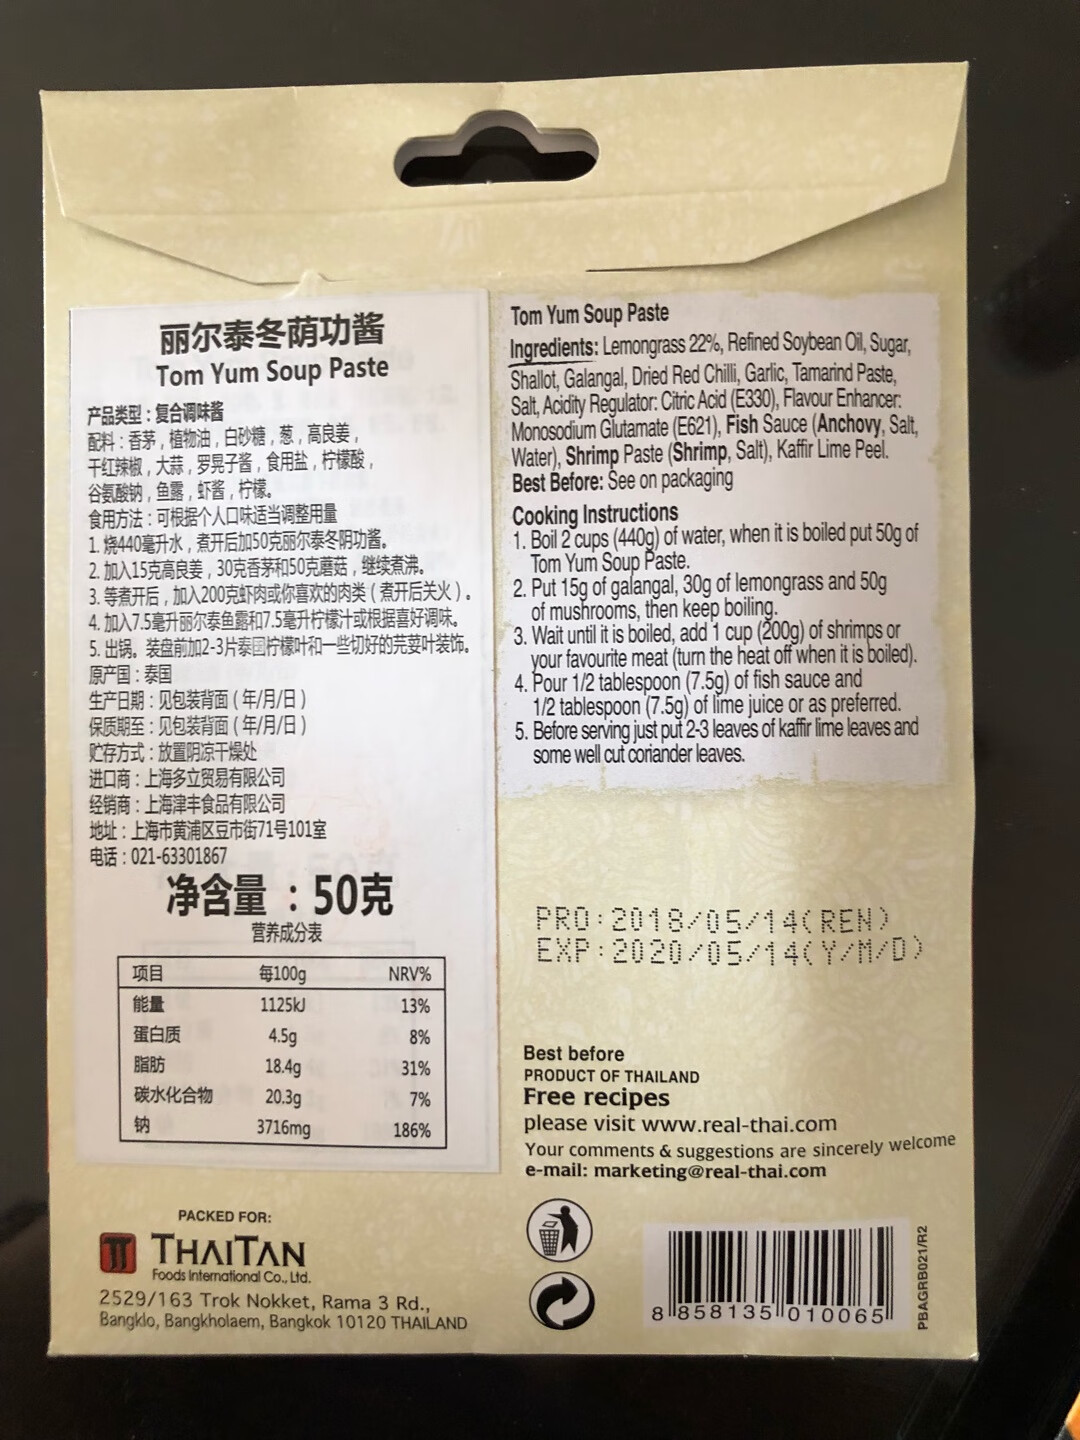 丽尔泰冬荫功酱
Tom Yum Soup Paste
产品类型：复合调味酱
配料：香茅，植物油，白砂糖，葱，高良姜，
干红辣椒，大蒜，罗晃子酱，食用盐，柠檬酸，
谷氨酸钠，鱼露，虾酱，柠檬。
食用方法：可根据个人口味适当调整用量
1. 烧440毫升水，煮开后加50克丽尔泰冬阴功酱。
2. 加入15克高良姜，30克香茅和50克蘑菇，继续煮沸。
3. 等煮开后，加入200克虾肉或你喜欢的肉类（煮开后关火）。
4. 加入7.5毫升丽尔泰鱼露和7.5毫升柠檬汁或根据喜好调味。
5. 出锅。装盘前加2-3片泰国柠檬叶和一些切好的芫荽叶装饰。
原产国：泰国
生产日期：见包装背面（年/月/日）
保质期至：见包装背面（年/月/日）
贮存方式：放置阴凉干燥处
进口商：上海多立贸易有限公司
经销商：上海津丰食品有限公司
地址：上海市黄浦区豆市街71号101室
电话：021-63301867
净含量：50克
营养成分表
项目 每100g NRV%
能量 1125kJ 13%
蛋白质 4.5g 8%
脂肪 18.4g 31%
碳水化合物 20.3g 7%
钠 3716mg 186%
PACKED FOR:
THAITAN
Foods International Co., Ltd.
2529/163 Trok Nokket, Rama 3 Rd.,
Bangklo, Bangkholaem, Bangkok 10120 THAILAND
Tom Yum Soup Paste
Ingredients: Lemongrass 22%, Refined Soybean Oil, Sugar,
Shallot, Galangal, Dried Red Chilli, Garlic, Tamarind Paste,
Salt, Acidity Regulator: Citric Acid (E330), Flavour Enhancer:
Monosodium Glutamate (E621), Fish Sauce (Anchovy, Salt,
Water), Shrimp Paste (Shrimp, Salt), Kaffir Lime Peel.
Best Before: See on packaging
Cooking Instructions
1. Boil 2 cups (440g) of water, when it is boiled put 50g of
Tom Yum Soup Paste.
2. Put 15g of galangal, 30g of lemongrass and 50g
of mushrooms, then keep boiling.
3. Wait until it is boiled, add 1 cup (200g) of shrimps or
your favourite meat (turn the heat off when it is boiled).
4. Pour 1/2 tablespoon (7.5g) of fish sauce and
1/2 tablespoon (7.5g) of lime juice or as preferred.
5. Before serving just put 2-3 leaves of kaffir lime leaves and
some well cut coriander leaves.
PRO:2018/05/14(REN)
EXP:2020/05/14(Y/M/D)
Best before
PRODUCT OF THAILAND
Free recipes
please visit www.real-thai.com
Your comments & suggestions are sincerely welcome
e-mail: marketing@real-thai.com
8 858135 010065
PBAGRB021/R2